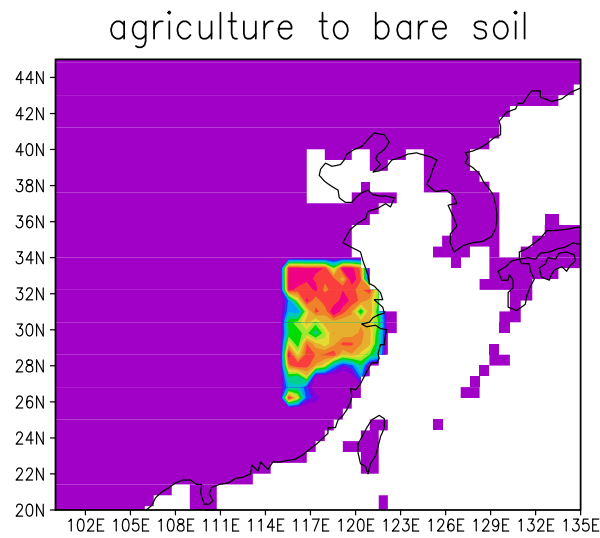 agriculture to bare soil
44N
42N
40N
38N
36N
34N
32N
30N
28N
26N
24N
22N
20N
102E 105E 108E 111E 114E 117E 120E 123E 126E 129E 132E 135E